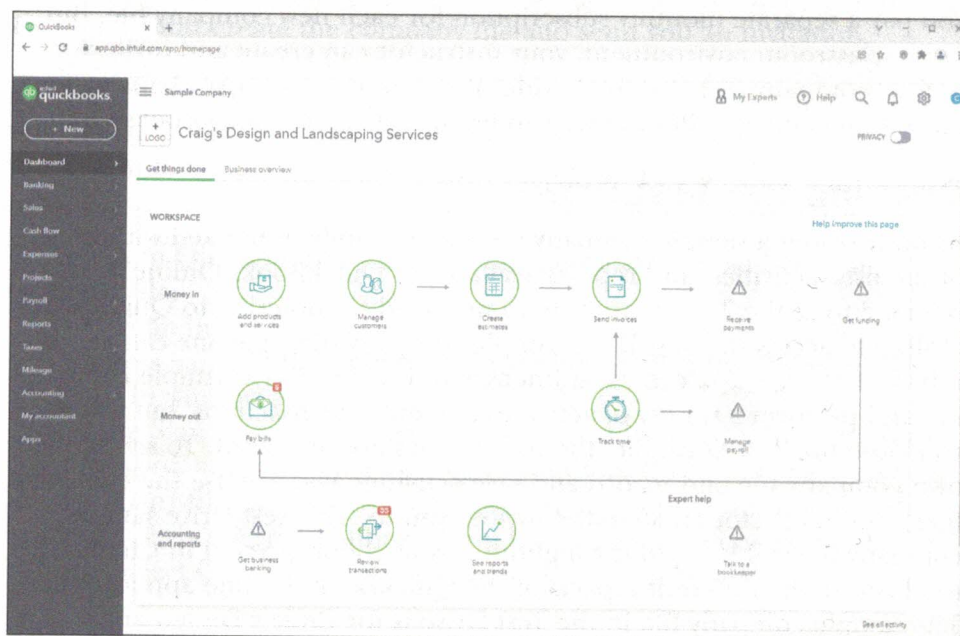 QuickBooks
app.qbo.intuit.com/app/homepage
qb
quickbooks
Sample Company
My Experts
Help
+ New
+
LOGO
Craig's Design and Landscaping Services
PRIVACY
Dashboard
Get things done
Business overview
Banking
Sales
Cash flow
Expenses
Projects
Payroll
Reports
Taxes
Mileage
Accounting
My accountant
Apps
WORKSPACE
Help improve this page
Money in
Add products
and services
Manage
customers
Create
estimates
Send invoices
Receive
payments
Get funding
Money out
Pay bills
Track time
Manage
payroll
Expert help
Accounting
and reports
Get business
banking
33
Review
transactions
See reports
and trends
Talk to a
bookkeeper
See all activity